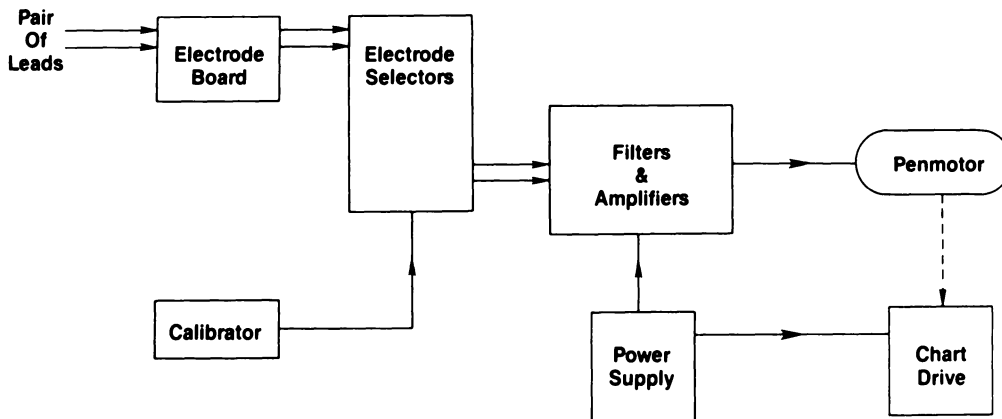 Pair
Of
Leads
Electrode
Board
Electrode
Selectors
Filters
&
Amplifiers
Penmotor
Calibrator
Power
Supply
Chart
Drive